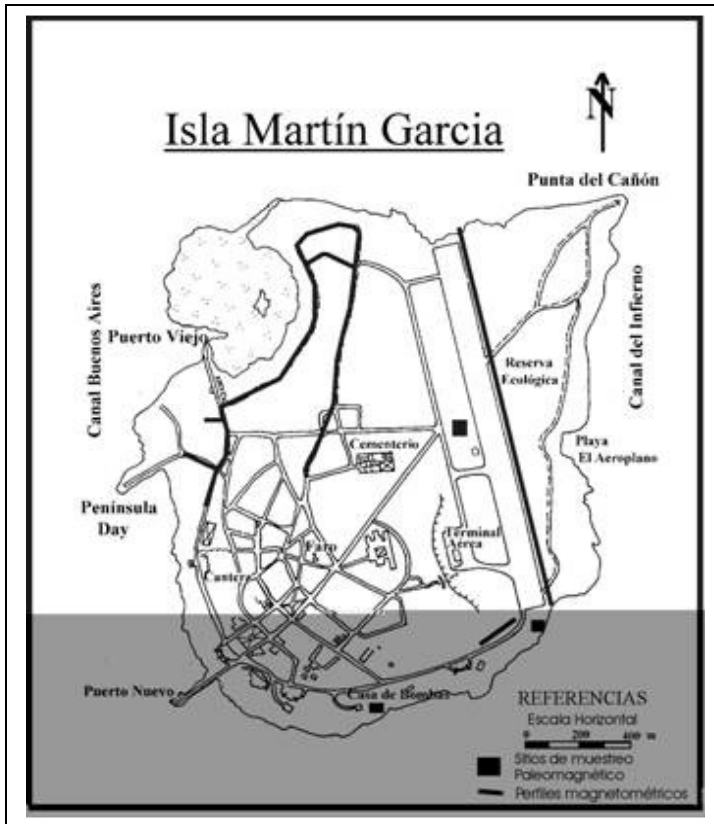 N
Isla Martín Garcia
Punta del Cañón
Canal Buenos Aires
Canal del Infierno
Puerto Viejo
Reserva
Ecológica
Cementerio
Playa
El Aeroplano
Península
Day
Faro
Terminal
Aérea
Cantera
Puerto Nuevo
Casa de Bombas
REFERENCIAS
Escala Horizontal
0 200 400 m
Sitios de muestreo
Paleomagnético
Perfiles magnetométricos